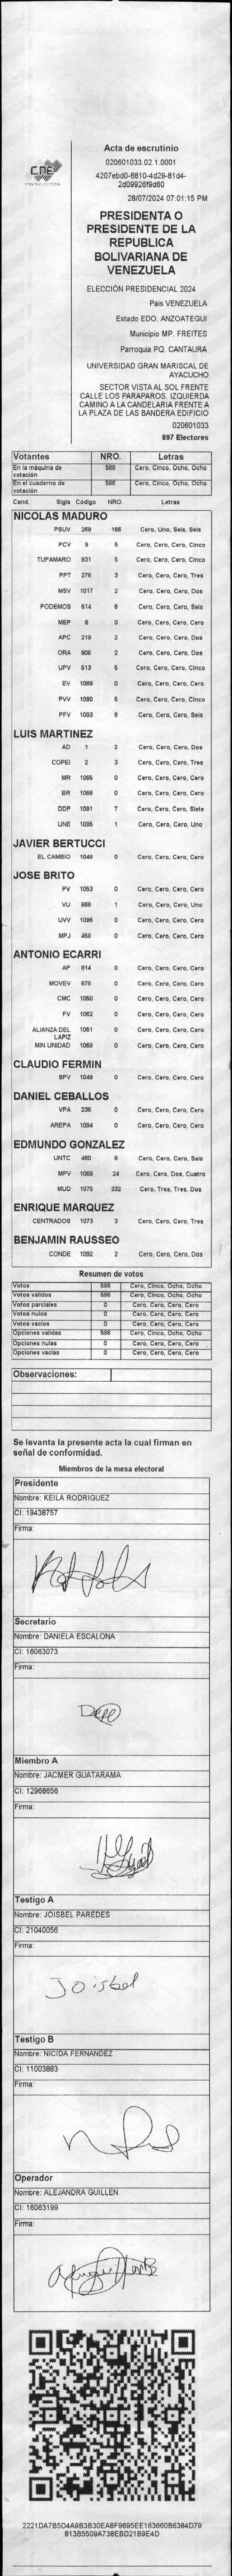 CNE
Acta de escrutinio
020601033.02.1.0001
4207ebd0-6810-4d29-81d4-
2d09926f9d60
28/07/2024 07:01:15 PM
PRESIDENTA O
PRESIDENTE DE LA
REPUBLICA
BOLIVARIANA DE
VENEZUELA
ELECCIÓN PRESIDENCIAL 2024
Pais VENEZUELA
Estado EDO. ANZOATEGUI
Municipio MP. FREITES
Parroquia PQ. CANTAURA
UNIVERSIDAD GRAN MARISCAL DE
AYACUCHO
SECTOR VISTA AL SOL FRENTE
CALLE LOS PARAPAROS. IZQUIERDA
CAMINO A LA CANDELARIA FRENTE A
LA PLAZA DE LAS BANDERA EDIFICIO
020601033
897 Electores
Votantes NRO. Letras
En la máquina de votación 588 Cero, Cinco, Ocho, Ocho
En el cuaderno de votación 588 Cero, Cinco, Ocho, Ocho
Cand. Sigla Código NRO. Letras
NICOLAS MADURO
PSUV 269 166 Cero, Uno, Seis, Seis
PCV 9 5 Cero, Cero, Cero, Cinco
TUPAMARO 931 5 Cero, Cero, Cero, Cinco
PPT 276 3 Cero, Cero, Cero, Tres
MSV 1017 2 Cero, Cero, Cero, Dos
PODEMOS 514 6 Cero, Cero, Cero, Seis
MEP 6 0 Cero, Cero, Cero, Cero
APC 219 2 Cero, Cero, Cero, Dos
ORA 906 2 Cero, Cero, Cero, Dos
UPV 513 5 Cero, Cero, Cero, Cinco
EV 1089 0 Cero, Cero, Cero, Cero
PVV 1090 5 Cero, Cero, Cero, Cinco
PFV 1093 6 Cero, Cero, Cero, Seis
LUIS MARTINEZ
AD 1 2 Cero, Cero, Cero, Dos
COPEI 2 3 Cero, Cero, Cero, Tres
MR 1065 0 Cero, Cero, Cero, Cero
BR 1066 0 Cero, Cero, Cero, Cero
DDP 1091 7 Cero, Cero, Cero, Siete
UNE 1095 1 Cero, Cero, Cero, Uno
JAVIER BERTUCCI
EL CAMBIO 1048 0 Cero, Cero, Cero, Cero
JOSE BRITO
PV 1053 0 Cero, Cero, Cero, Cero
VU 868 1 Cero, Cero, Cero, Uno
UVV 1096 0 Cero, Cero, Cero, Cero
MPJ 458 0 Cero, Cero, Cero, Cero
ANTONIO ECARRI
AP 814 0 Cero, Cero, Cero, Cero
MOVEV 878 0 Cero, Cero, Cero, Cero
CMC 1050 0 Cero, Cero, Cero, Cero
FV 1062 0 Cero, Cero, Cero, Cero
ALIANZA DEL LAPIZ 1061 0 Cero, Cero, Cero, Cero
MIN UNIDAD 1069 0 Cero, Cero, Cero, Cero
CLAUDIO FERMIN
SPV 1049 0 Cero, Cero, Cero, Cero
DANIEL CEBALLOS
VPA 236 0 Cero, Cero, Cero, Cero
AREPA 1094 0 Cero, Cero, Cero, Cero
EDMUNDO GONZALEZ
UNTC 460 6 Cero, Cero, Cero, Seis
MPV 1069 24 Cero, Cero, Dos, Cuatro
MUD 1075 332 Cero, Tres, Tres, Dos
ENRIQUE MARQUEZ
CENTRADOS 1073 3 Cero, Cero, Cero, Tres
BENJAMIN RAUSSEO
CONDE 1092 2 Cero, Cero, Cero, Dos
Resumen de votos
Votos 588 Cero, Cinco, Ocho, Ocho
Votos validos 588 Cero, Cinco, Ocho, Ocho
Votos parciales 0 Cero, Cero, Cero, Cero
Votos nulos 0 Cero, Cero, Cero, Cero
Votos vacios 0 Cero, Cero, Cero, Cero
Opciones validas 588 Cero, Cinco, Ocho, Ocho
Opciones nulas 0 Cero, Cero, Cero, Cero
Opciones vacias 0 Cero, Cero, Cero, Cero
Observaciones:
Se levanta la presente acta la cual firman en
señal de conformidad.
Miembros de la mesa electoral
Presidente
Nombre: KEILA RODRIGUEZ
CI: 19438757
Firma:
Secretario
Nombre: DANIELA ESCALONA
CI: 16063073
Firma:
Miembro A
Nombre: JACMER GUATARAMA
CI: 12968656
Firma:
Testigo A
Nombre: JOISBEL PAREDES
CI: 21040056
Firma:
Joisbel
Testigo B
Nombre: NICIDA FERNANDEZ
CI: 11003883
Firma:
Operador
Nombre: ALEJANDRA GUILLEN
CI: 16063199
Firma:
2221DA7B5D4A9B3B30EA8F9695EE163660B6384D79
813B5509A738EBD21B9E4D